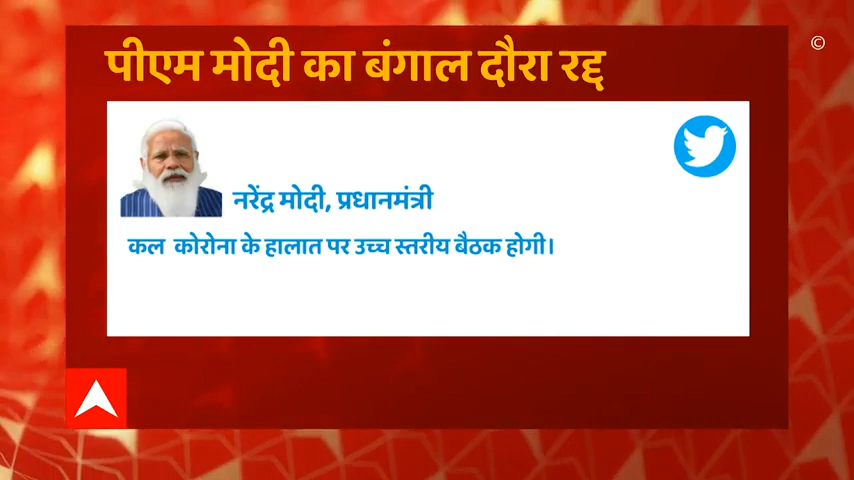 पीएम मोदी का बंगाल दौरा रद्द
©
नरेंद्र मोदी, प्रधानमंत्री
कल कोरोना के हालात पर उच्च स्तरीय बैठक होगी।